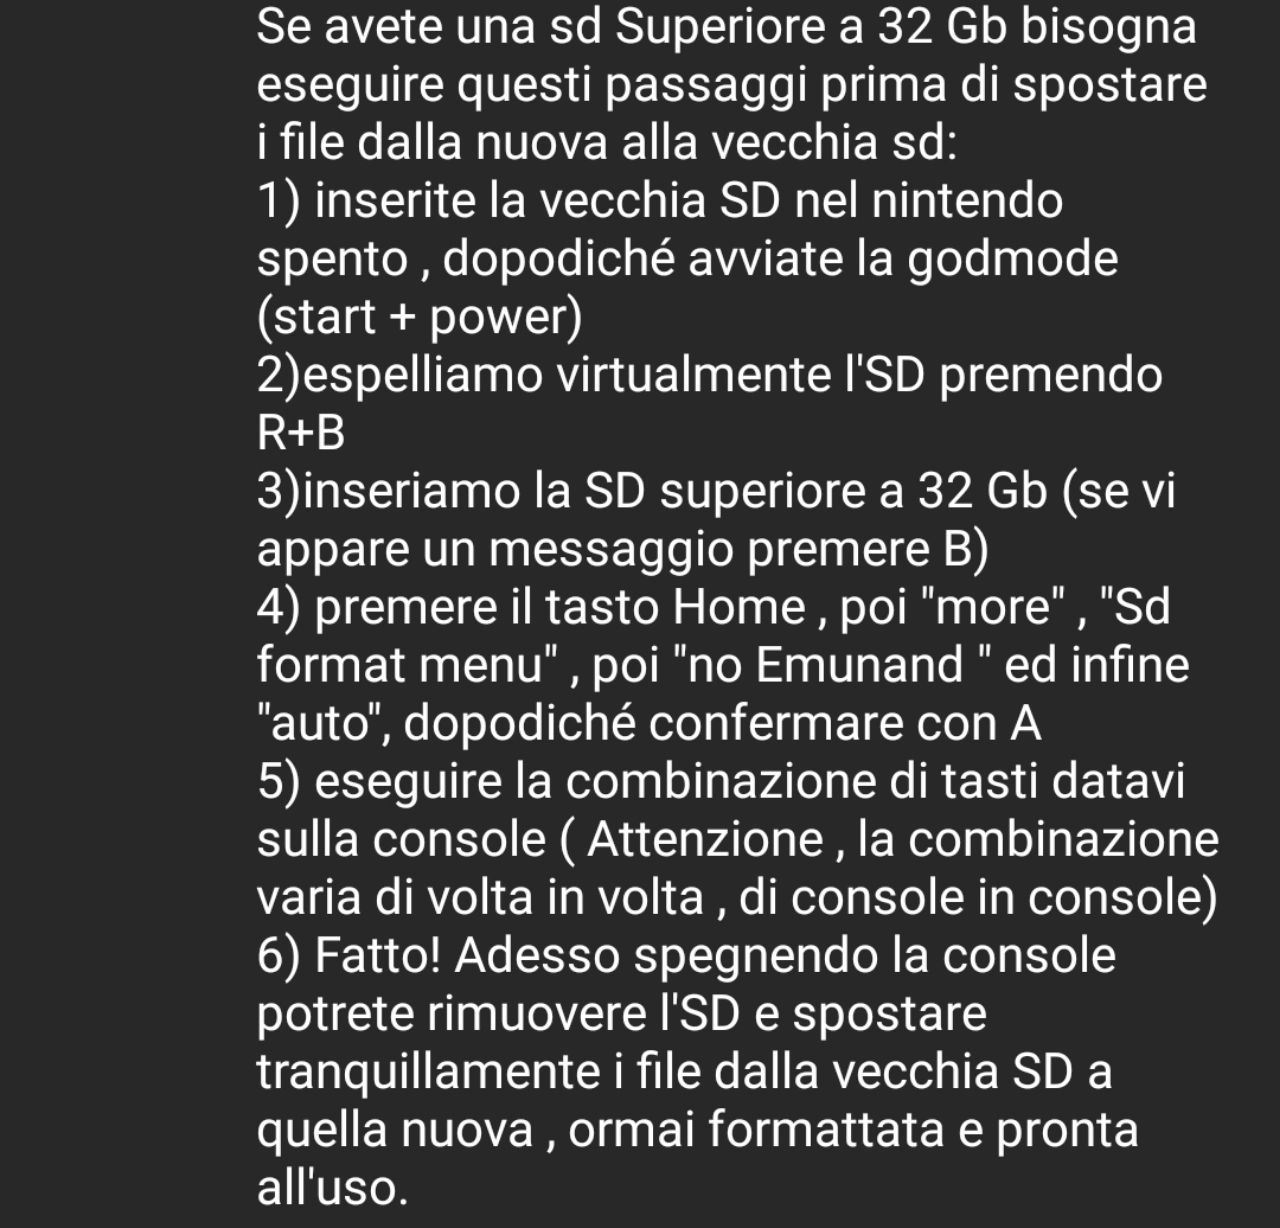 Se avete una sd Superiore a 32 Gb bisogna
eseguire questi passaggi prima di spostare
i file dalla nuova alla vecchia sd:
1) inserite la vecchia SD nel nintendo
spento , dopodiché avviate la godmode
(start + power)
2)espelliamo virtualmente l'SD premendo
R+B
3)inseriamo la SD superiore a 32 Gb (se vi
appare un messaggio premere B)
4) premere il tasto Home , poi "more" , "Sd
format menu" , poi "no Emunand " ed infine
"auto", dopodiché confermare con A
5) eseguire la combinazione di tasti datavi
sulla console ( Attenzione , la combinazione
varia di volta in volta , di console in console)
6) Fatto! Adesso spegnendo la console
potrete rimuovere l'SD e spostare
tranquillamente i file dalla vecchia SD a
quella nuova , ormai formattata e pronta
all'uso.